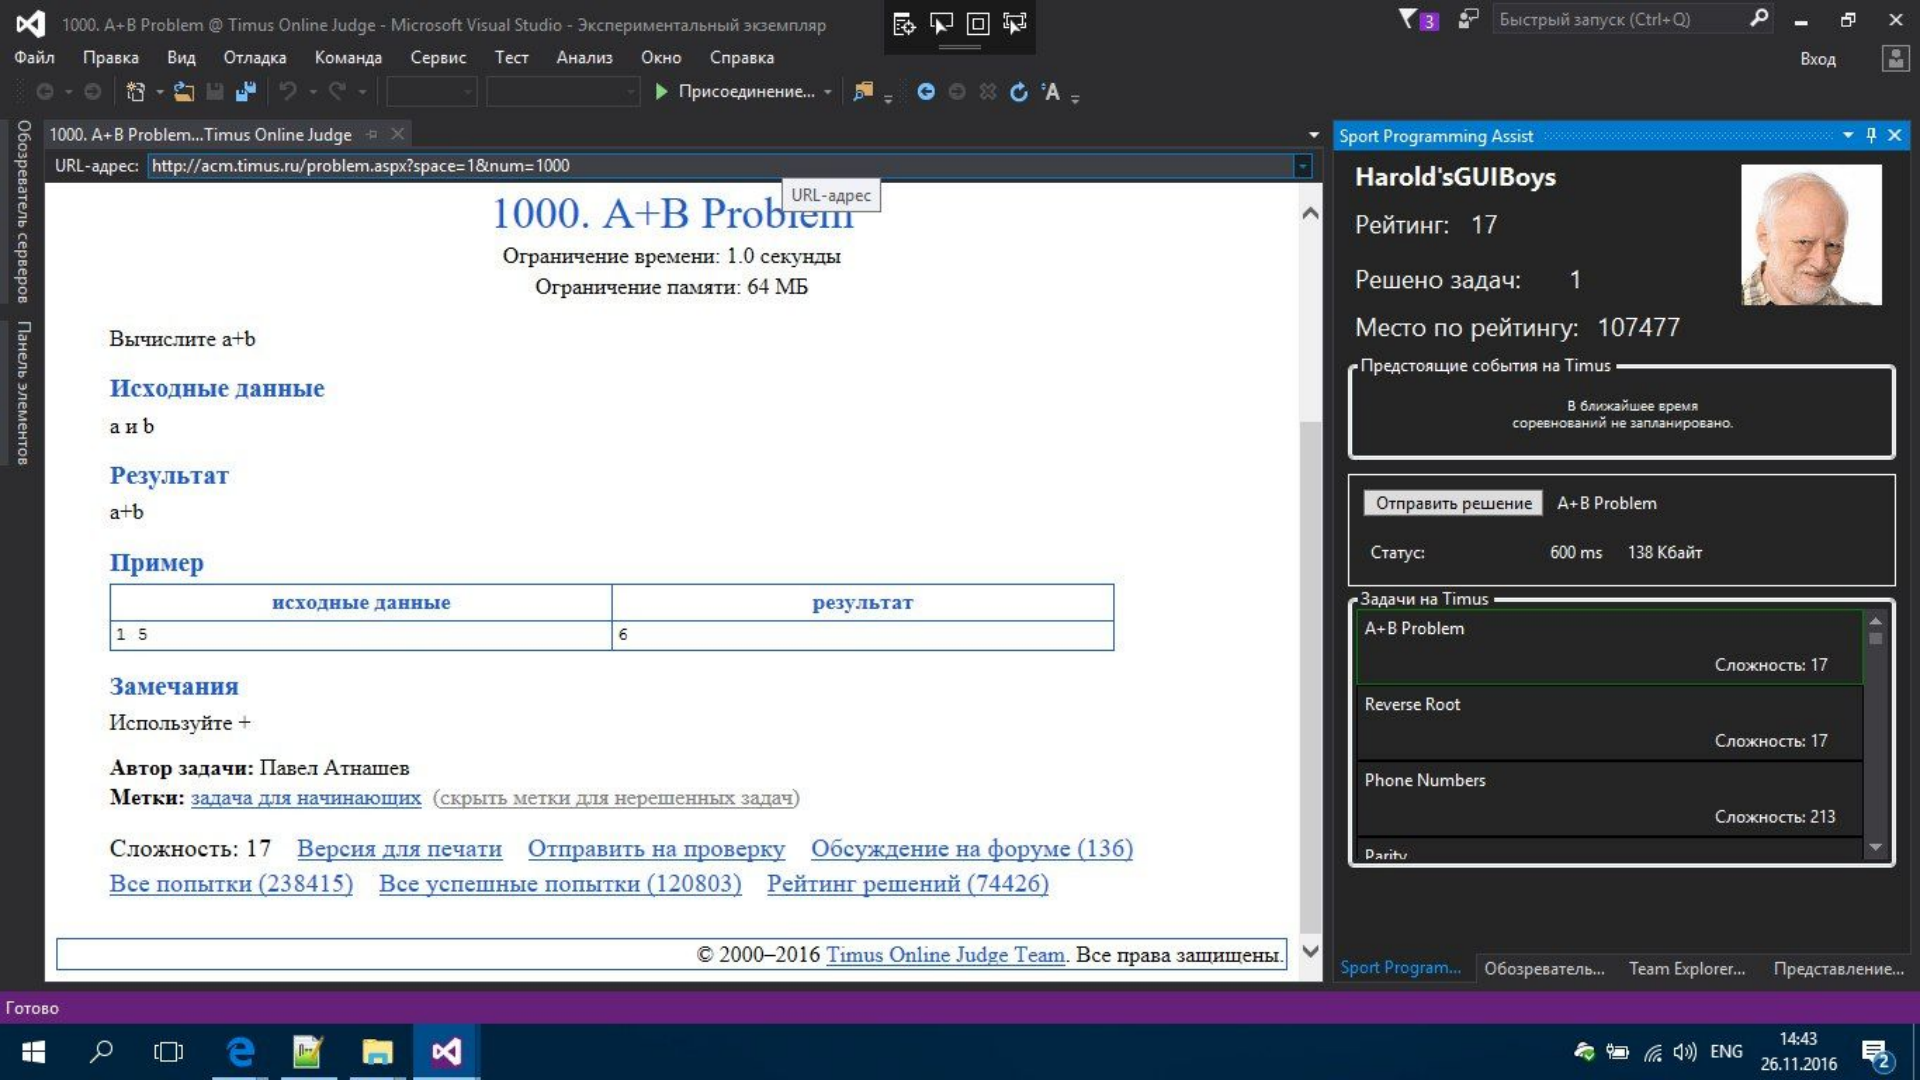 1000. A+B Problem @ Timus Online Judge - Microsoft Visual Studio - Экспериментальный экземпляр
3
Быстрый запуск (Ctrl+Q)
Файл Правка Вид Отладка Команда Сервис Тест Анализ Окно Справка
Вход
Присоединение...
Обозреватель серверов
Панель элементов
1000. A+B Problem...Timus Online Judge
URL-адрес: http://acm.timus.ru/problem.aspx?space=1&num=1000
URL-адрес
1000. A+B Problem
Ограничение времени: 1.0 секунды
Ограничение памяти: 64 МБ
Вычислите a+b
Исходные данные
a и b
Результат
a+b
Пример
исходные данные результат
1 5 6
Замечания
Используйте +
Автор задачи: Павел Атнашев
Метки: задача для начинающих (скрыть метки для нерешенных задач)
Сложность: 17 Версия для печати Отправить на проверку Обсуждение на форуме (136)
Все попытки (238415) Все успешные попытки (120803) Рейтинг решений (74426)
© 2000–2016 Timus Online Judge Team. Все права защищены.
Sport Programming Assist
Harold'sGUIBoys
Рейтинг: 17
Решено задач: 1
Место по рейтингу: 107477
Предстоящие события на Timus
В ближайшее время
соревнований не запланировано.
Отправить решение A+B Problem
Статус: 600 ms 138 Кбайт
Задачи на Timus
A+B Problem
Сложность: 17
Reverse Root
Сложность: 17
Phone Numbers
Сложность: 213
Parity
Sport Program... Обозреватель... Team Explorer... Представление...
Готово
ENG
14:43
26.11.2016
2